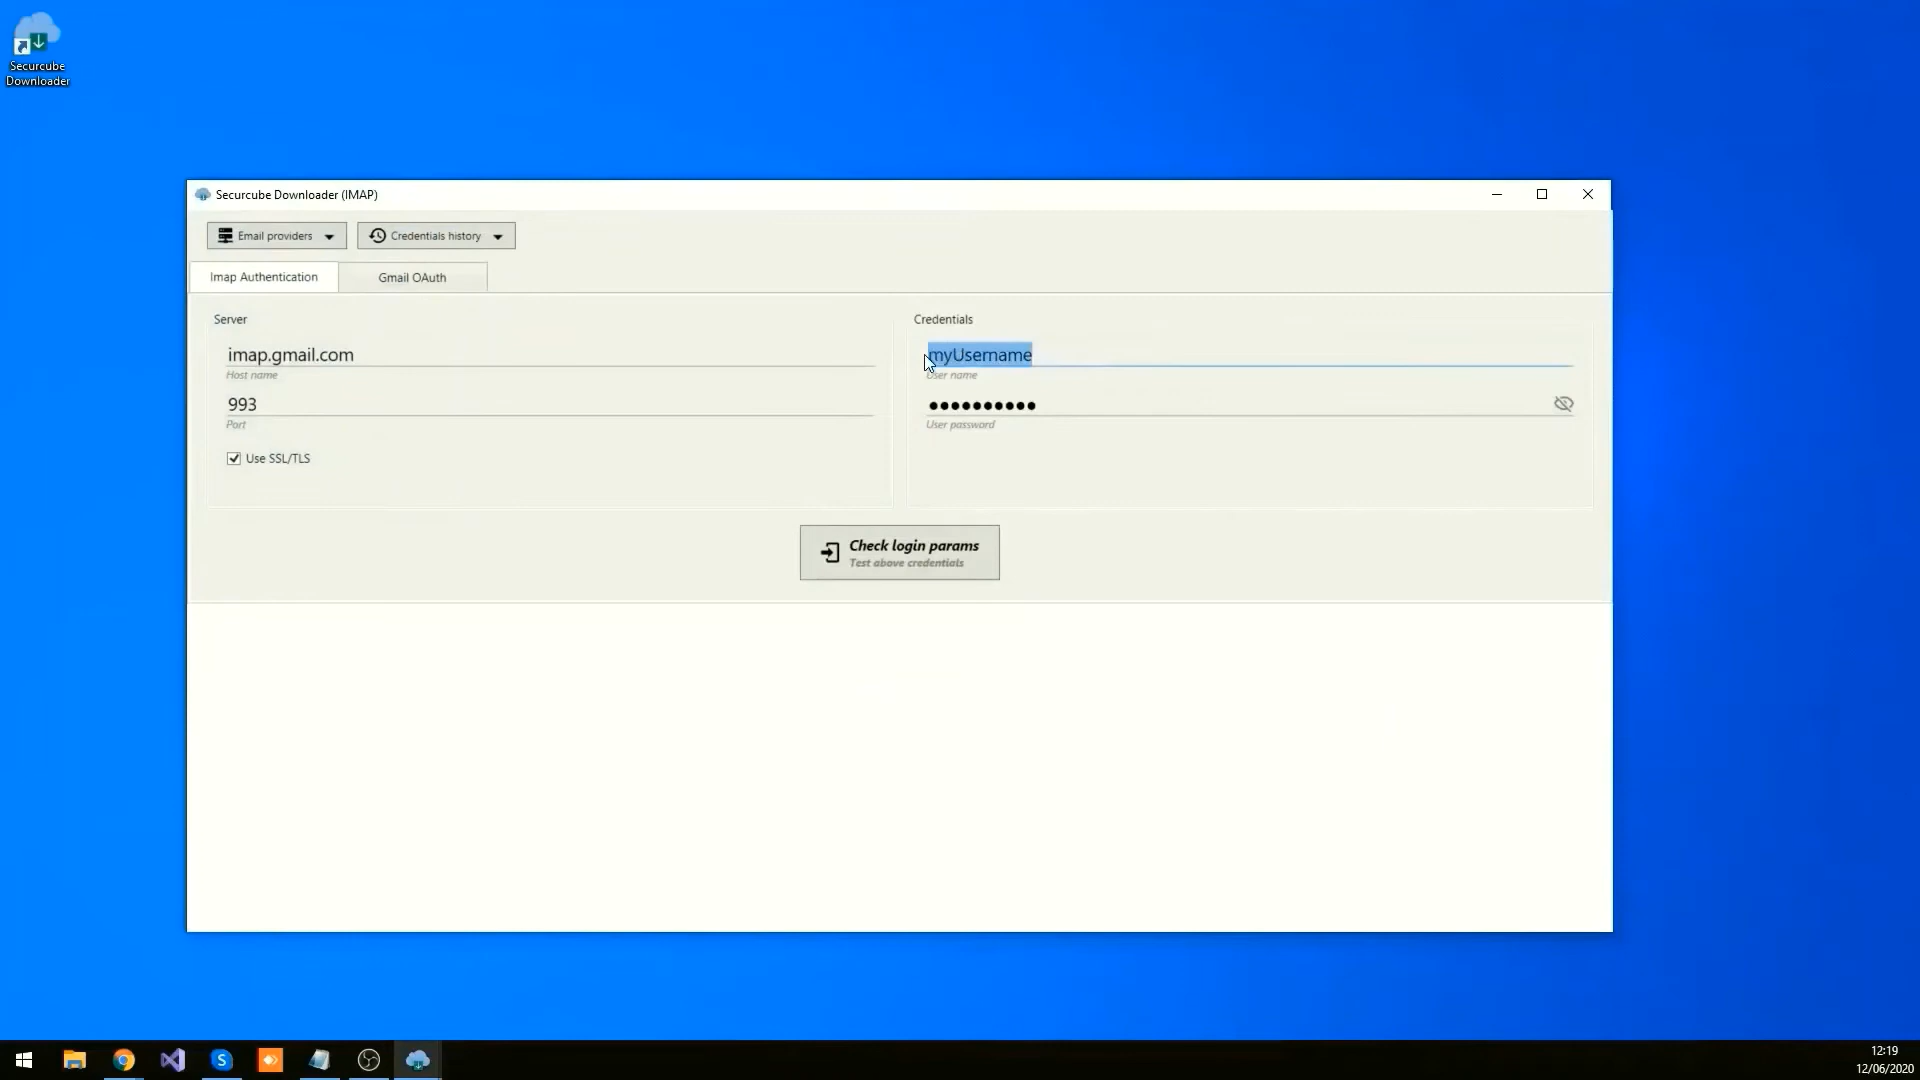 Securcube
Downloader
Securcube Downloader (IMAP)
Email providers
Credentials history
Imap Authentication
Gmail OAuth
Server
Credentials
imap.gmail.com
myUsername
Host name
User name
993
●●●●●●●●●●
Port
User password
Use SSL/TLS
Check login params
Test above credentials
12:19
12/06/2020